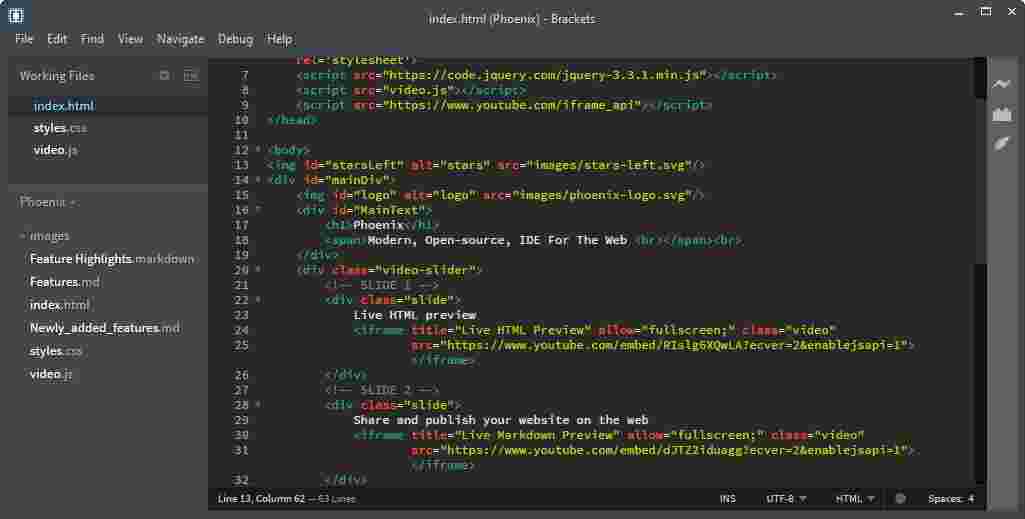 index.html (Phoenix) - Brackets
File Edit Find View Navigate Debug Help
Working Files
index.html
styles.css
video.js
Phoenix
images
Feature Highlights.markdown
Features.md
index.html
Newly_added_features.md
styles.css
video.js
rel='stylesheet'>
7 <script src="https://code.jquery.com/jquery-3.3.1.min.js"></script>
8 <script src="video.js"></script>
9 <script src="https://www.youtube.com/iframe_api"></script>
10 </head>
11
12 <body>
13 <img id="starsLeft" alt="stars" src="images/stars-left.svg"/>
14 <div id="mainDiv">
15 <img id="logo" alt="logo" src="images/phoenix-logo.svg"/>
16 <div id="MainText">
17 <h1>Phoenix</h1>
18 <span>Modern, Open-source, IDE For The Web <br></span><br>
19 </div>
20 <div class="video-slider">
21 <!-- SLIDE 1 -->
22 <div class="slide">
23 Live HTML preview
24 <iframe title="Live HTML Preview" allow="fullscreen;" class="video"
25 src="https://www.youtube.com/embed/RIslg6XQwLA?ecver=2&enablejsapi=1">
</iframe>
26 </div>
27 <!-- SLIDE 2 -->
28 <div class="slide">
29 Share and publish your website on the web
30 <iframe title="Live Markdown Preview" allow="fullscreen;" class="video"
31 src="https://www.youtube.com/embed/dJTZ2iduagg?ecver=2&enablejsapi=1">
</iframe>
32 </div>
Line 13, Column 62 — 63 Lines INS UTF-8 HTML Spaces: 4